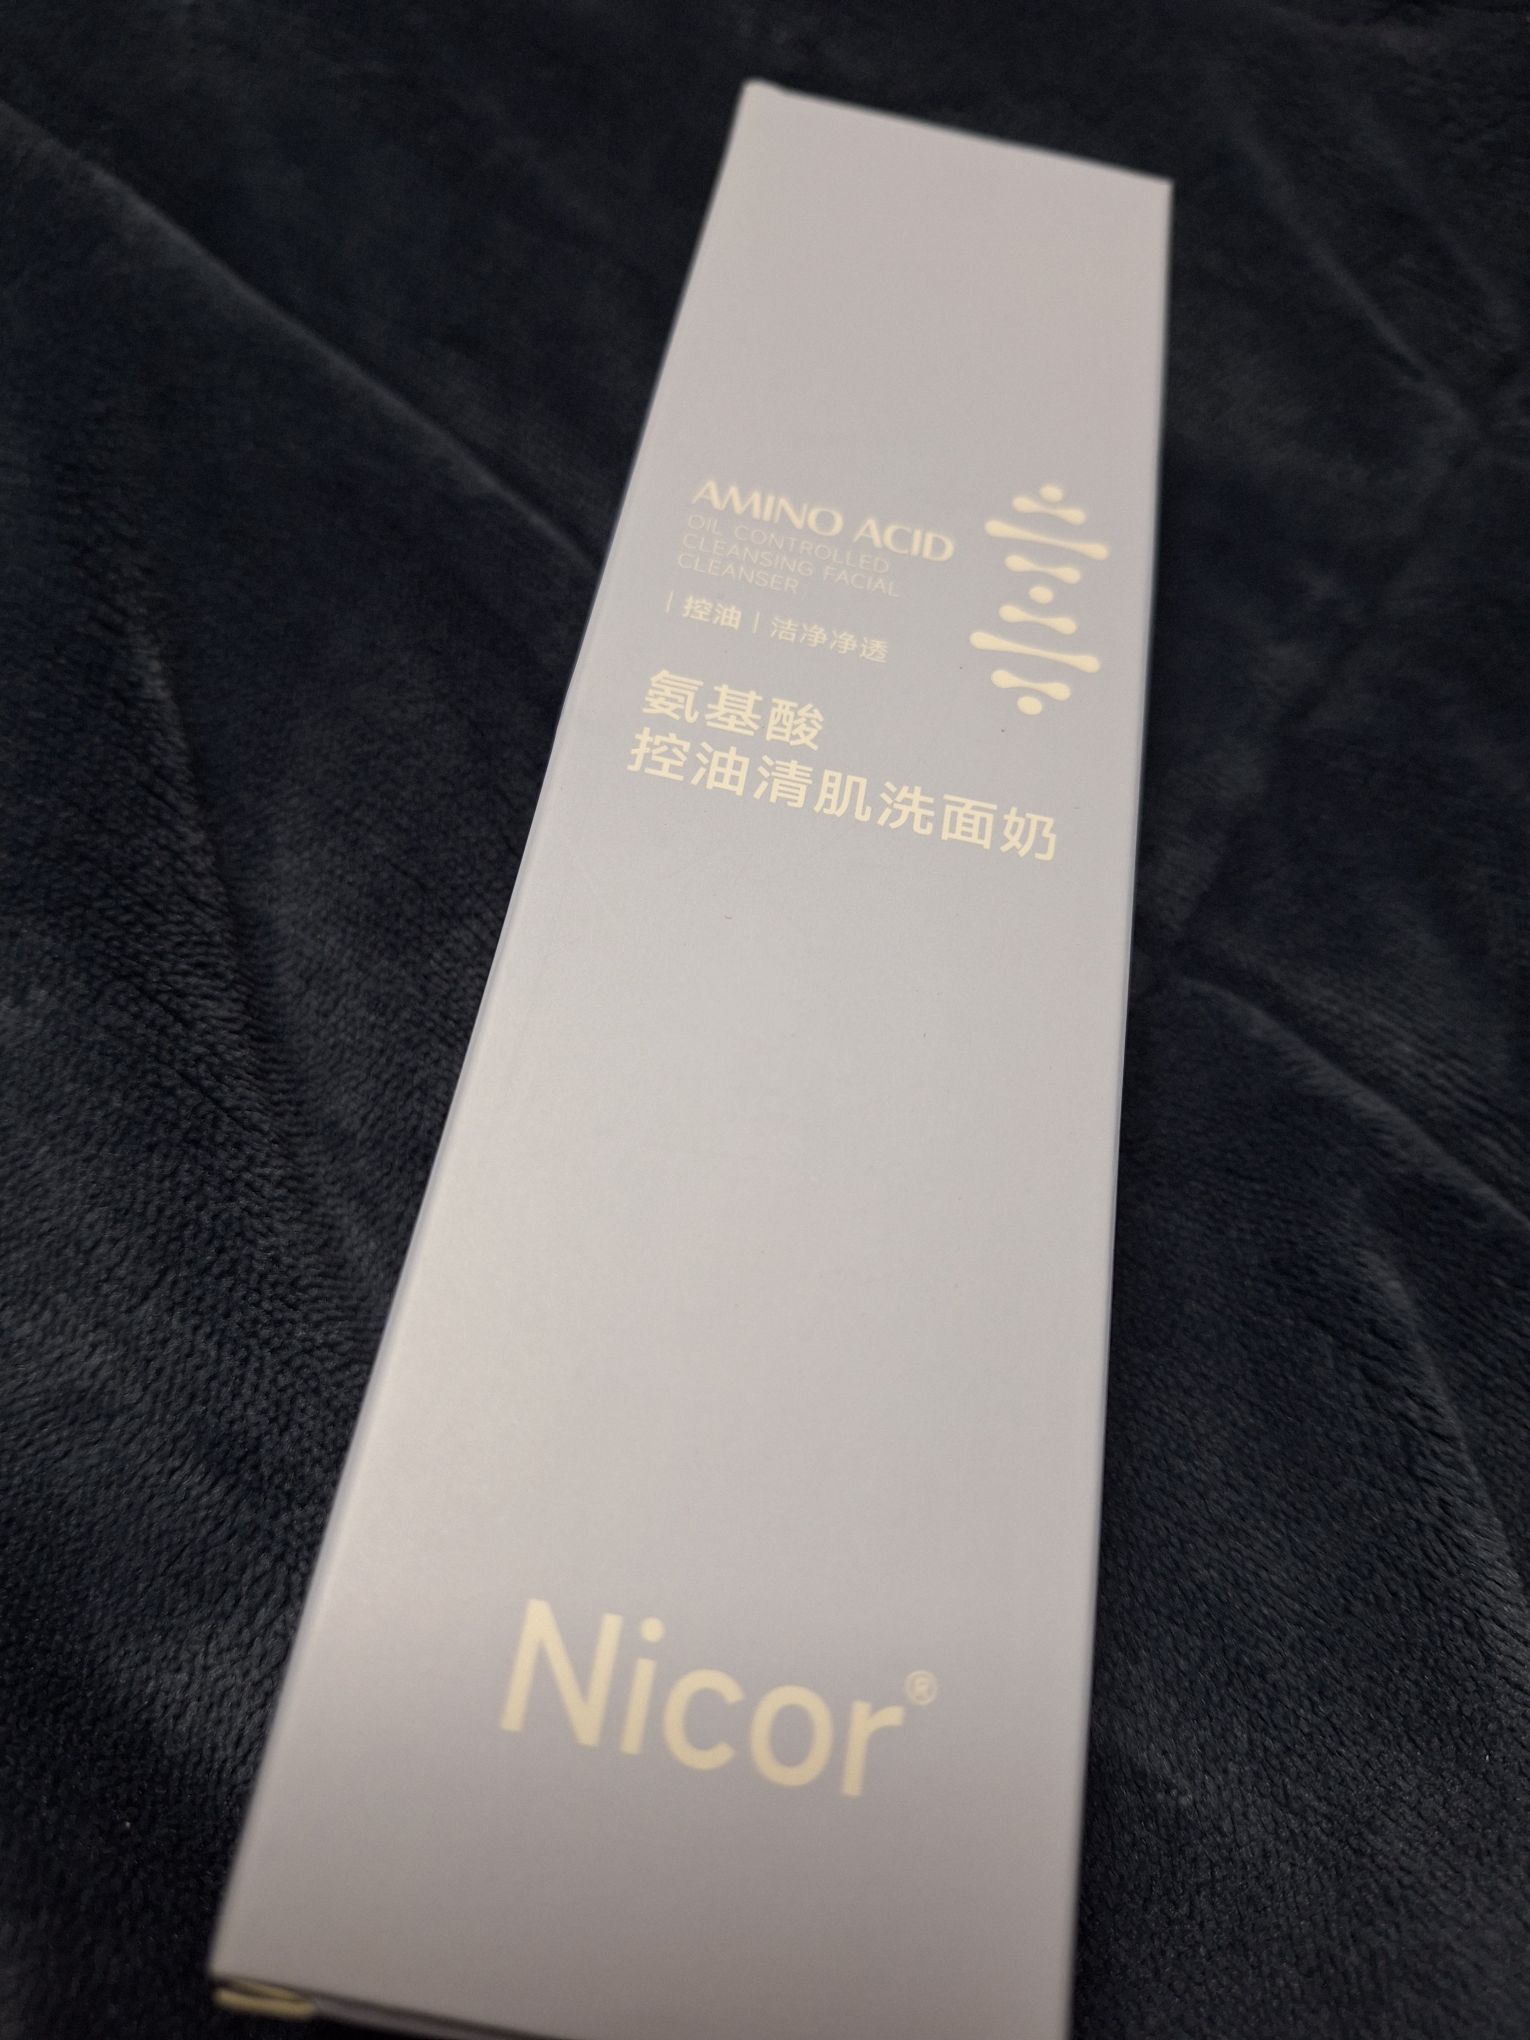 AMINO ACID
OIL CONTROLLED
CLEANSING FACIAL
CLEANSER
| 控油 | 洁净净透
氨基酸
控油清肌洗面奶
Nicor®